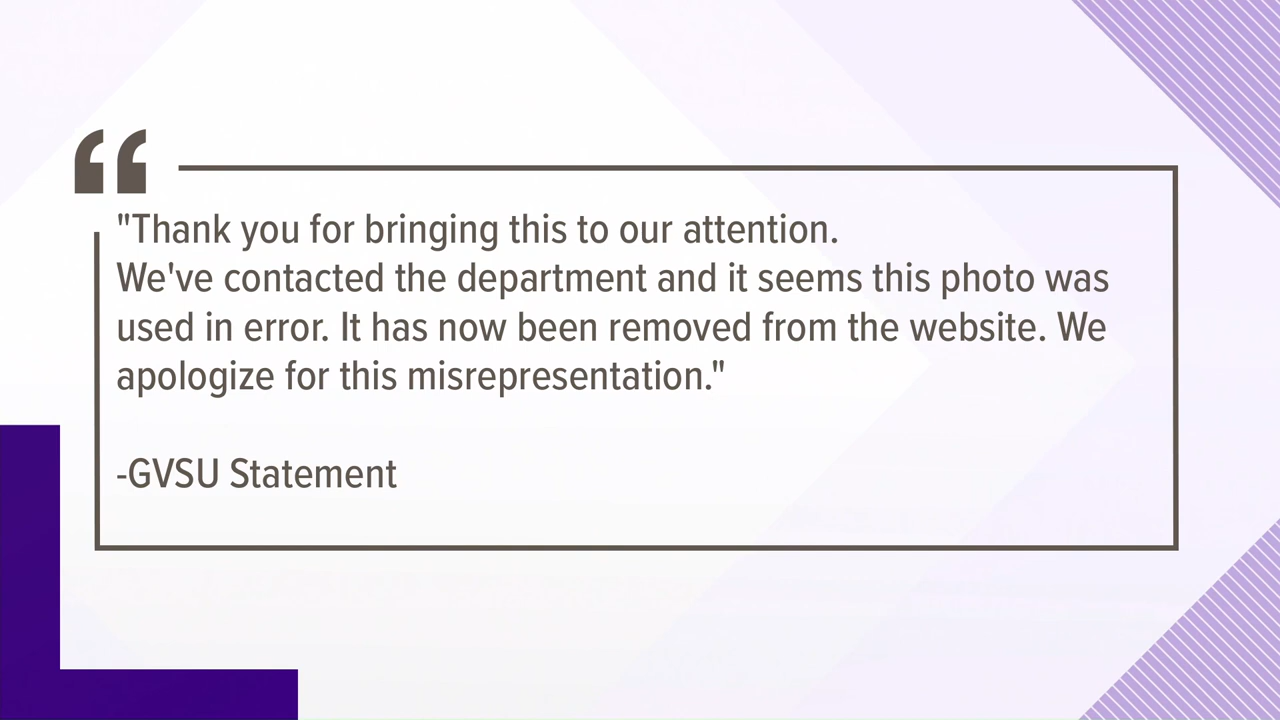 "Thank you for bringing this to our attention.
We've contacted the department and it seems this photo was
used in error. It has now been removed from the website. We
apologize for this misrepresentation."
-GVSU Statement